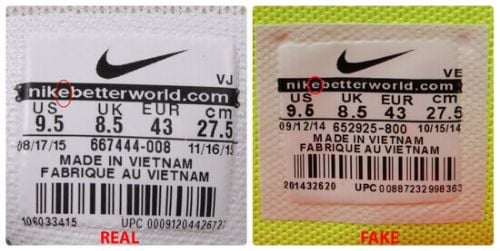 VJ
nikebetterworld.com
US UK EUR cm
9.5 8.5 43 27.5
08/17/15 667444-008 11/16/15
MADE IN VIETNAM
FABRIQUE AU VIETNAM
106033415 UPC 00091204426737
REAL
VE
nikebetterworld.com
US UK EUR cm
9.5 8.5 43 27.5
09/12/14 652925-800 10/15/14
MADE IN VIETNAM
FABRIQUE AU VIETNAM
201432620 UPC 00887232998363
FAKE